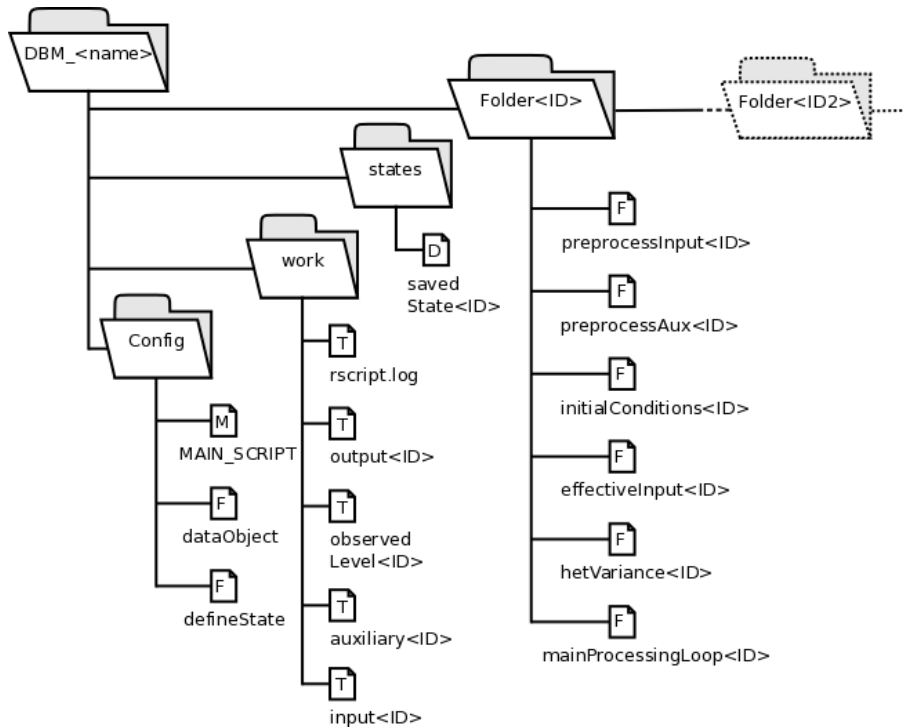 DBM_<name>
Folder<ID>
Folder<ID2>
states
D
saved
State<ID>
work
T
rscript.log
T
output<ID>
T
observed
Level<ID>
T
auxiliary<ID>
T
input<ID>
Config
M
MAIN_SCRIPT
F
dataObject
F
defineState
F
preprocessInput<ID>
F
preprocessAux<ID>
F
initialConditions<ID>
F
effectiveInput<ID>
F
hetVariance<ID>
F
mainProcessingLoop<ID>